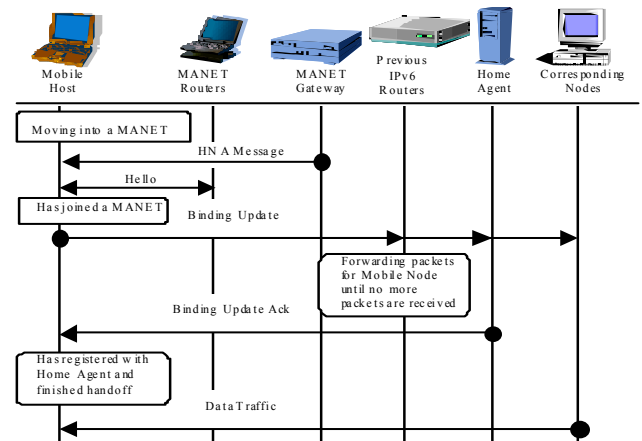 Mobile
Host
MANET
Routers
MANET
Gateway
Previous
IPv6
Routers
Home
Agent
Corresponding
Nodes
Moving into a MANET
HNA Message
Hello
Has joined a MANET
Binding Update
Forwarding packets
for Mobile Node
until no more
packets are received
Binding Update Ack
Has registered with
Home Agent and
finished handoff
Data Traffic